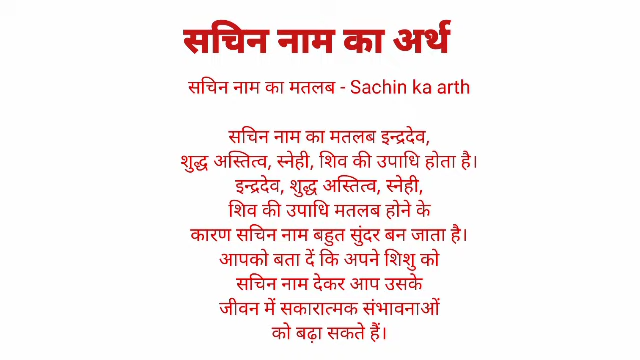 सचिन नाम का अर्थ
सचिन नाम का मतलब - Sachin ka arth
सचिन नाम का मतलब इन्द्रदेव,
शुद्ध अस्तित्व, स्नेही, शिव की उपाधि होता है।
इन्द्रदेव, शुद्ध अस्तित्व, स्नेही,
शिव की उपाधि मतलब होने के
कारण सचिन नाम बहुत सुंदर बन जाता है।
आपको बता दें कि अपने शिशु को
सचिन नाम देकर आप उसके
जीवन में सकारात्मक संभावनाओं
को बढ़ा सकते हैं।